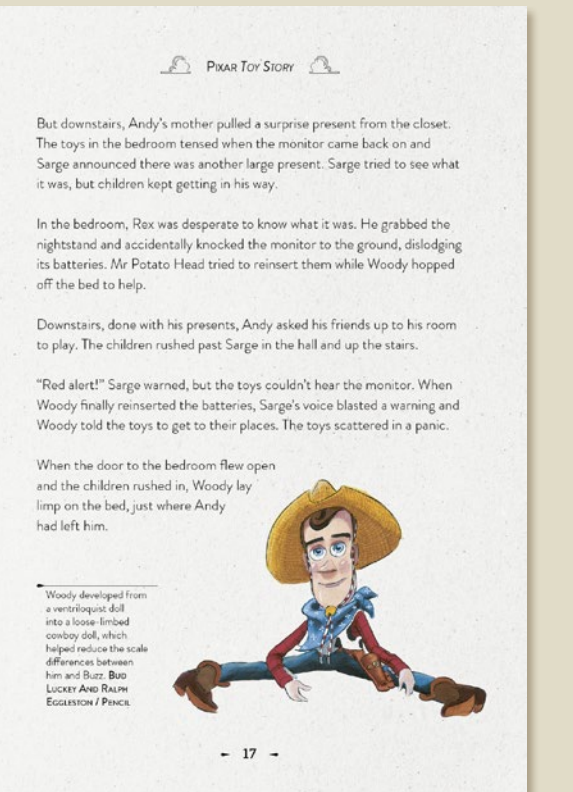 PIXAR TOY STORY
But downstairs, Andy's mother pulled a surprise present from the closet.
The toys in the bedroom tensed when the monitor came back on and
Sarge announced there was another large present. Sarge tried to see what
it was, but children kept getting in his way.
In the bedroom, Rex was desperate to know what it was. He grabbed the
nightstand and accidentally knocked the monitor to the ground, dislodging
its batteries. Mr Potato Head tried to reinsert them while Woody hopped
off the bed to help.
Downstairs, done with his presents, Andy asked his friends up to his room
to play. The children rushed past Sarge in the hall and up the stairs.
"Red alert!" Sarge warned, but the toys couldn't hear the monitor. When
Woody finally reinserted the batteries, Sarge's voice blasted a warning and
Woody told the toys to get to their places. The toys scattered in a panic.
When the door to the bedroom flew open
and the children rushed in, Woody lay
limp on the bed, just where Andy
had left him.
Woody developed from
a ventriloquist doll
into a loose-limbed
cowboy doll, which
helped reduce the scale
differences between
him and Buzz. BUD
LUCKEY AND RALPH
EGGLESTON / PENCIL
17